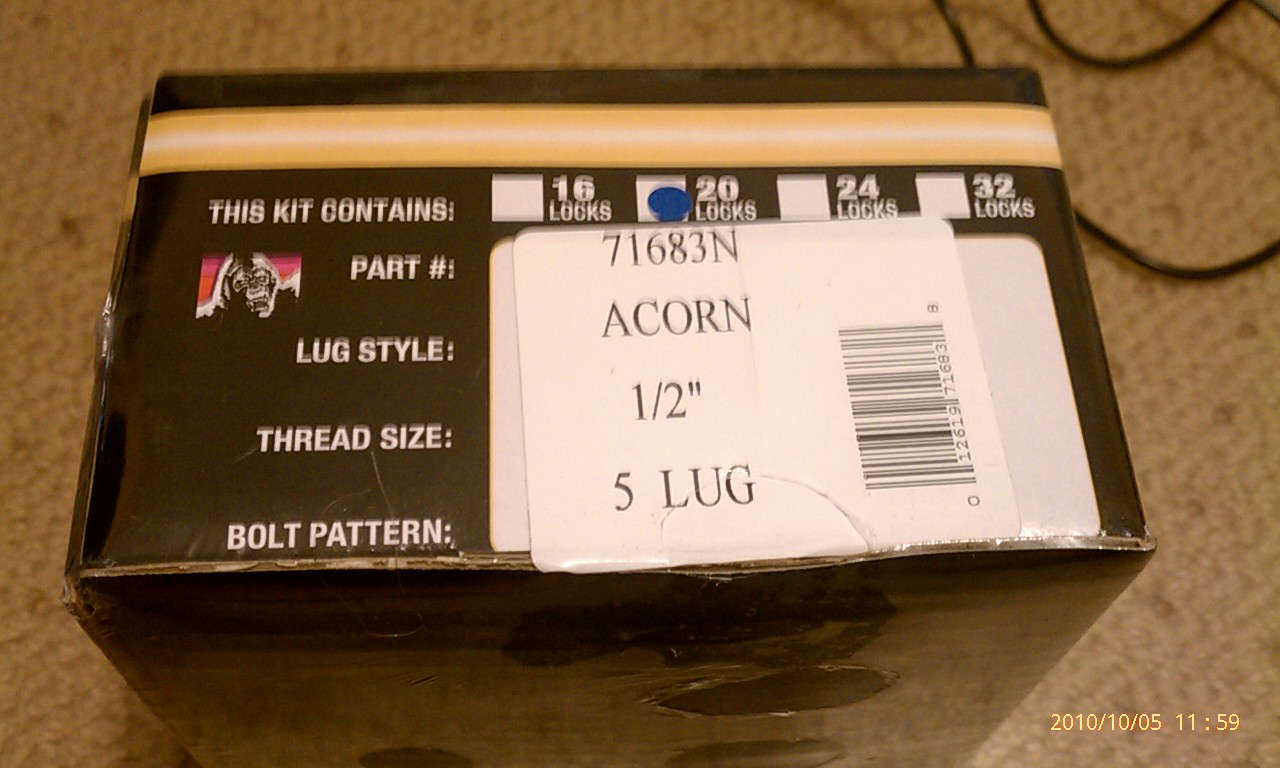 THIS KIT CONTAINS: 16 LOCKS 20 LOCKS 24 LOCKS 32 LOCKS
PART #: 71683N
LUG STYLE: ACORN
THREAD SIZE: 1/2"
BOLT PATTERN: 5 LUG
0 12619 71683 8
2010/10/05 11:59